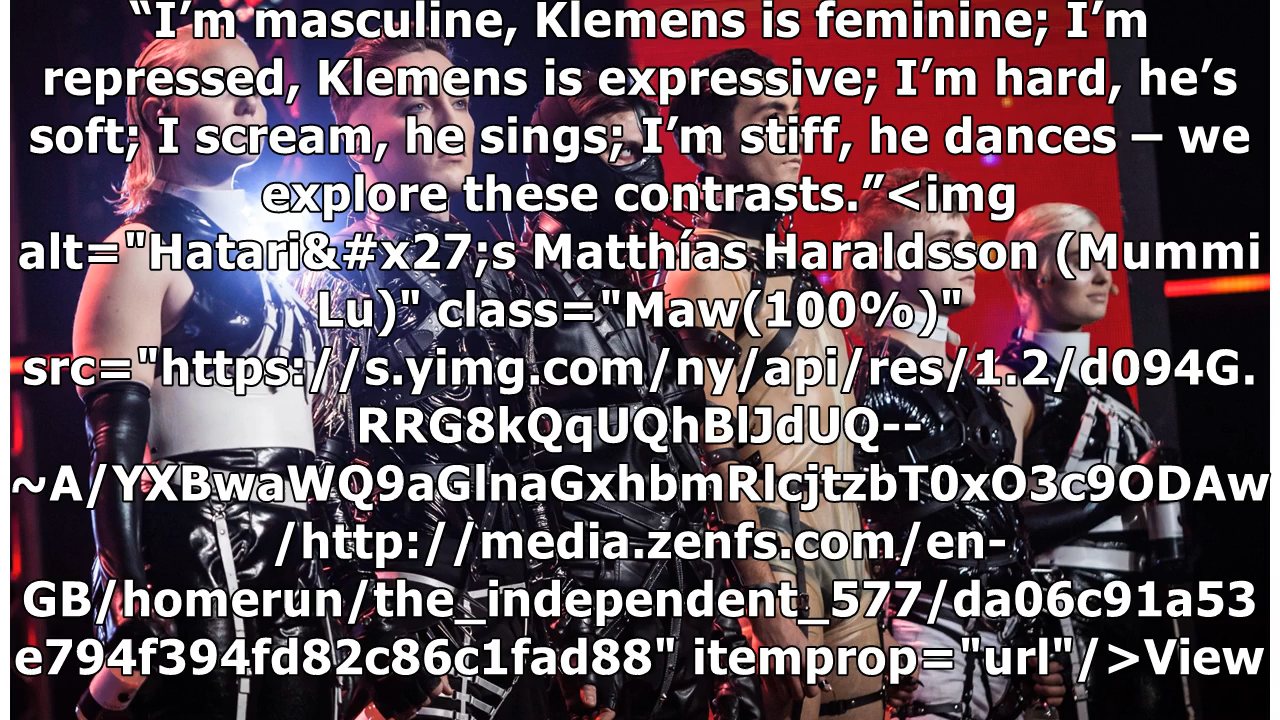 “I’m masculine, Klemens is feminine; I’m
repressed, Klemens is expressive; I’m hard, he’s
soft; I scream, he sings; I’m stiff, he dances – we
explore these contrasts.”<img
alt="Hatari&#x27;s Matthías Haraldsson (Mummi
Lu)" class="Maw(100%)"
src="https://s.yimg.com/ny/api/res/1.2/d094G.
RRG8kQqUQhBlJdUQ--
~A/YXBwaWQ9aGlnaGxhbmRlcjtzbT0xO3c9ODAw
/http://media.zenfs.com/en-
GB/homerun/the_independent_577/da06c91a53
e794f394fd82c86c1fad88" itemprop="url"/>View